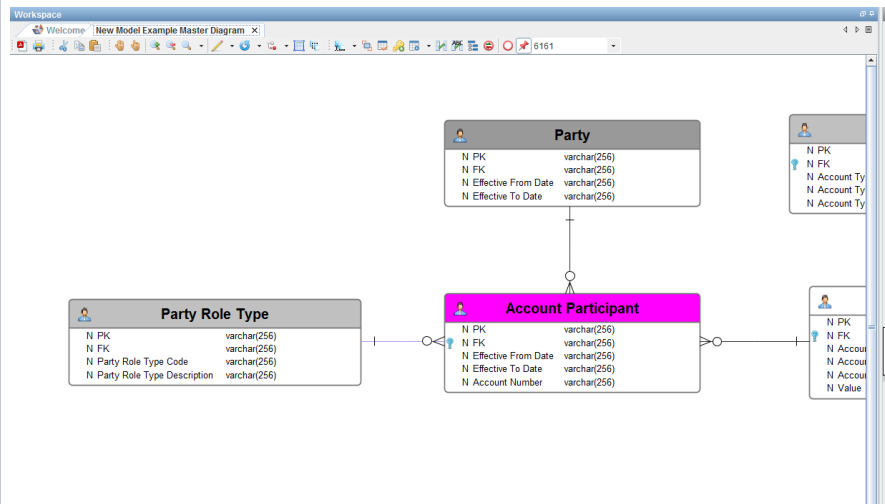 Workspace
Welcome New Model Example Master Diagram
6161
Party
N PK varchar(256)
N FK varchar(256)
N Effective From Date varchar(256)
N Effective To Date varchar(256)
N PK
N FK
N Account Ty
N Account Ty
N Account Ty
Party Role Type
N PK varchar(256)
N FK varchar(256)
N Party Role Type Code varchar(256)
N Party Role Type Description varchar(256)
Account Participant
N PK varchar(256)
N FK varchar(256)
N Effective From Date varchar(256)
N Effective To Date varchar(256)
N Account Number varchar(256)
N PK
N FK
N Accou
N Accou
N Accou
N Value